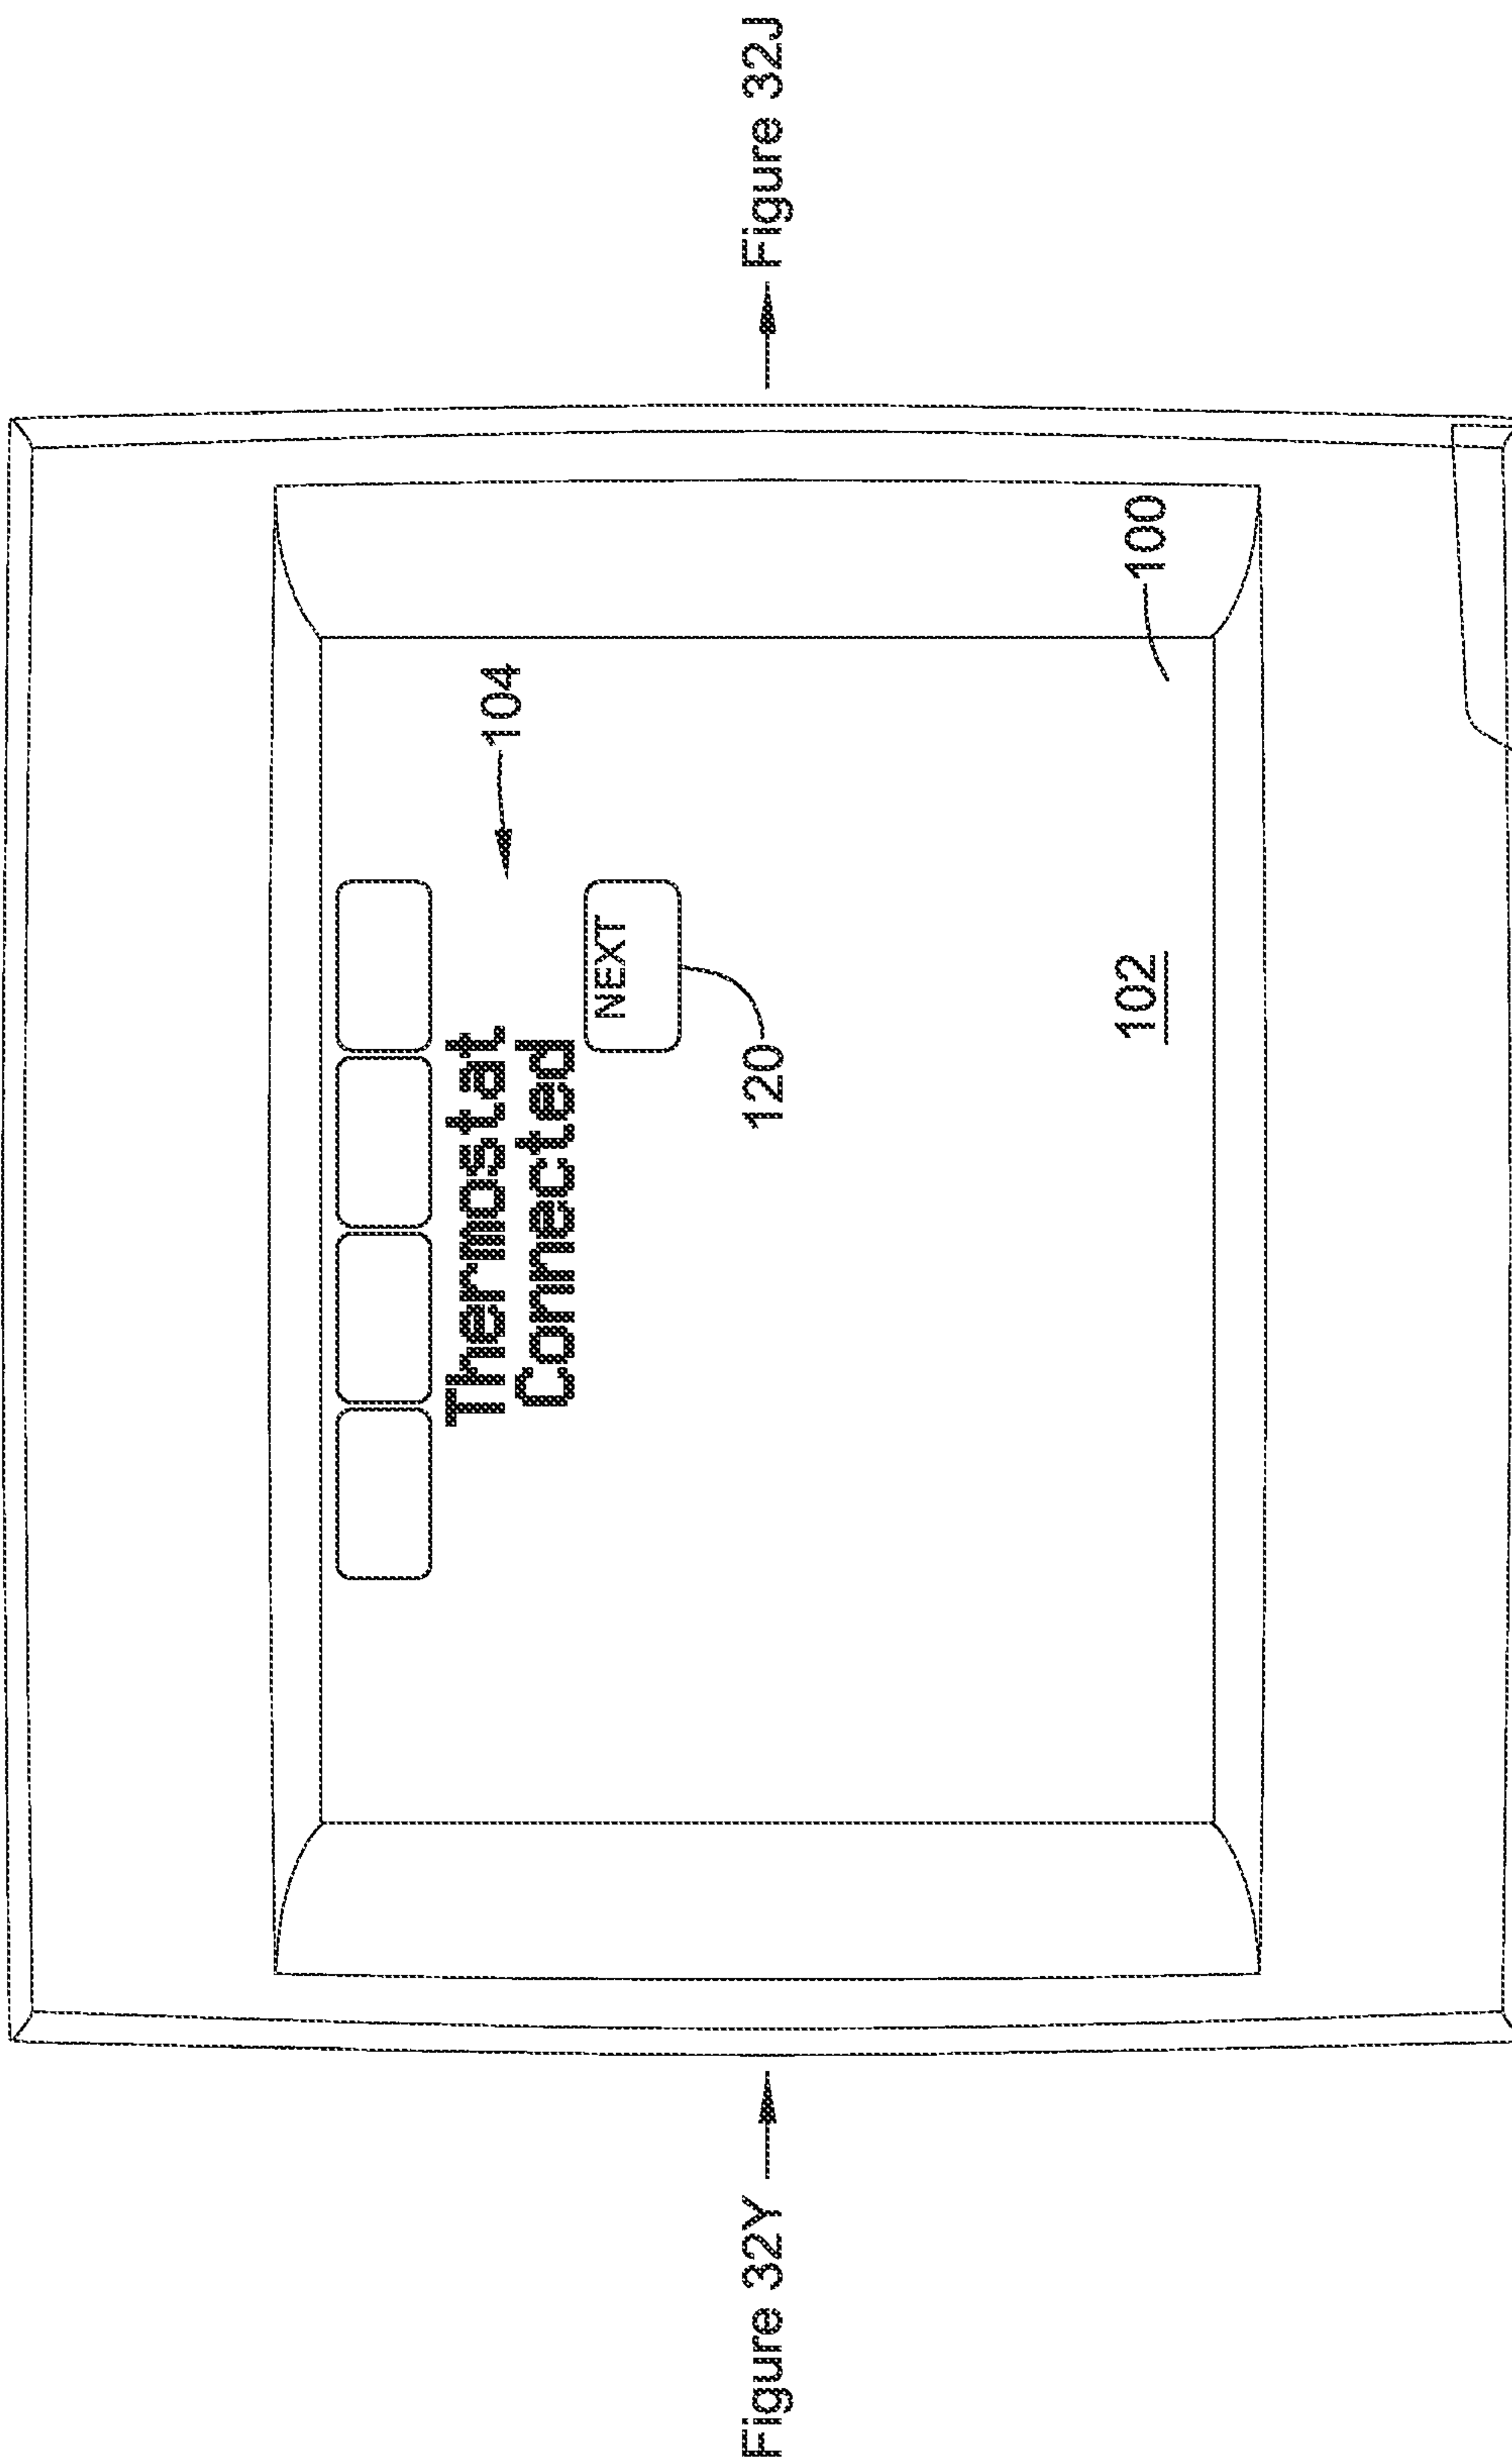 Figure 32Y
Thermostat
Connected
104
NEXT
120
102
100
Figure 32J